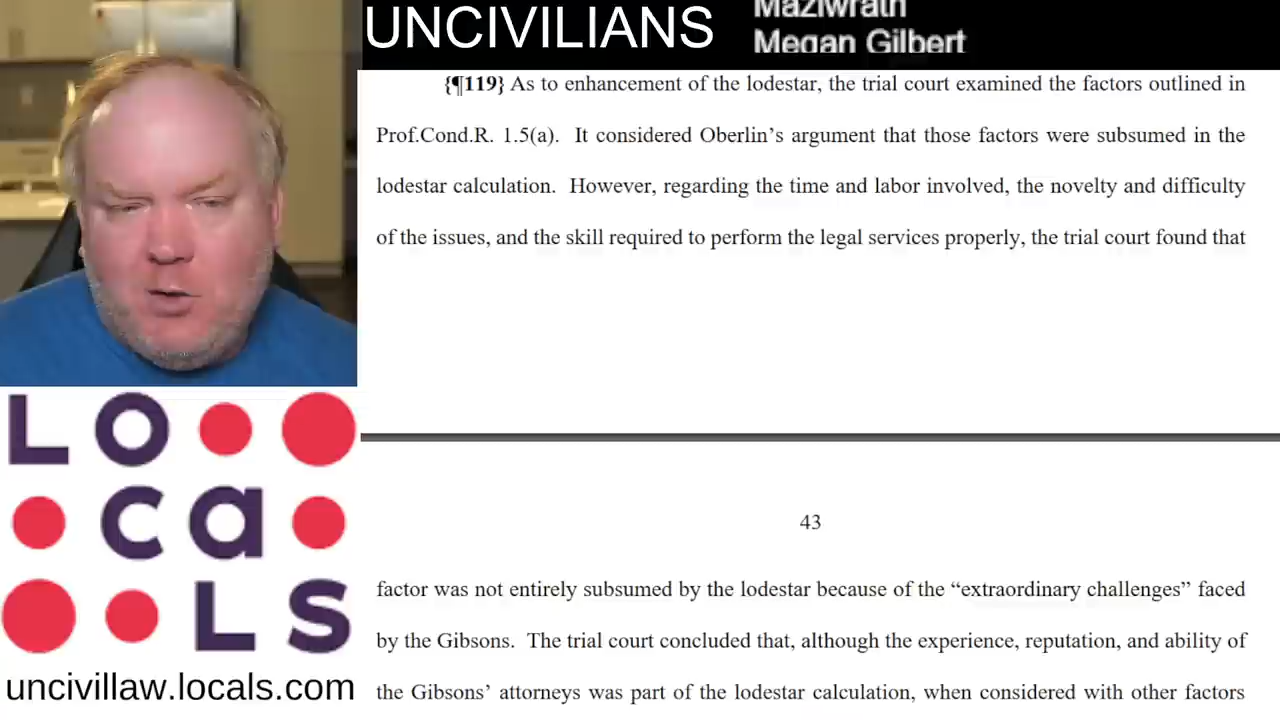 UNCIVILIANS
Maziwrath
Megan Gilbert
{¶119} As to enhancement of the lodestar, the trial court examined the factors outlined in
Prof.Cond.R. 1.5(a). It considered Oberlin’s argument that those factors were subsumed in the
lodestar calculation. However, regarding the time and labor involved, the novelty and difficulty
of the issues, and the skill required to perform the legal services properly, the trial court found that
43
factor was not entirely subsumed by the lodestar because of the “extraordinary challenges” faced
by the Gibsons. The trial court concluded that, although the experience, reputation, and ability of
the Gibsons’ attorneys was part of the lodestar calculation, when considered with other factors
LO
ca
LS
uncivillaw.locals.com